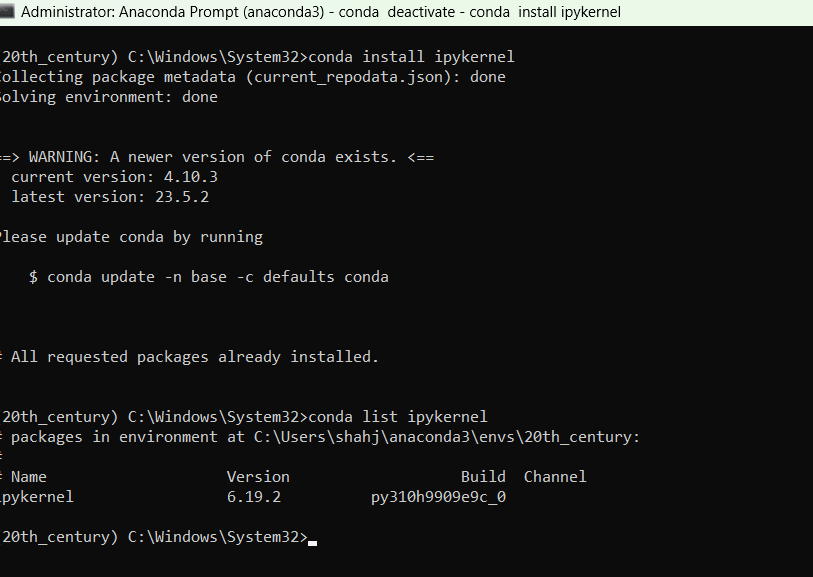 Administrator: Anaconda Prompt (anaconda3) - conda  deactivate - conda  install ipykernel
20th_century) C:\Windows\System32>conda install ipykernel
ollecting package metadata (current_repodata.json): done
olving environment: done
=> WARNING: A newer version of conda exists. <==
current version: 4.10.3
latest version: 23.5.2
lease update conda by running
$ conda update -n base -c defaults conda
# All requested packages already installed.
20th_century) C:\Windows\System32>conda list ipykernel
# packages in environment at C:\Users\shahj\anaconda3\envs\20th_century:
#
# Name Version Build Channel
ipykernel 6.19.2 py310h9909e9c_0
20th_century) C:\Windows\System32>